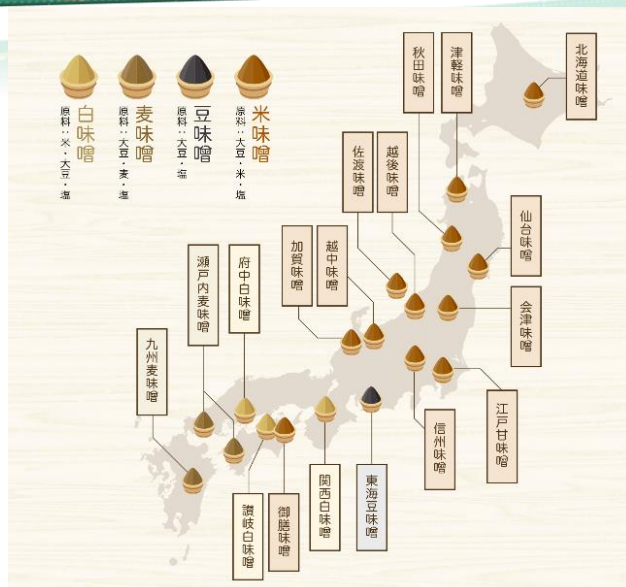 米味噌
原料：大豆・米・塩
豆味噌
原料：大豆・塩
麦味噌
原料：大豆・麦・塩
白味噌
原料：米・大豆・塩
北海道味噌
津軽味噌
秋田味噌
仙台味噌
越後味噌
佐渡味噌
会津味噌
越中味噌
加賀味噌
府中白味噌
瀬戸内麦味噌
九州麦味噌
江戸甘味噌
信州味噌
東海豆味噌
関西白味噌
御膳味噌
讃岐白味噌